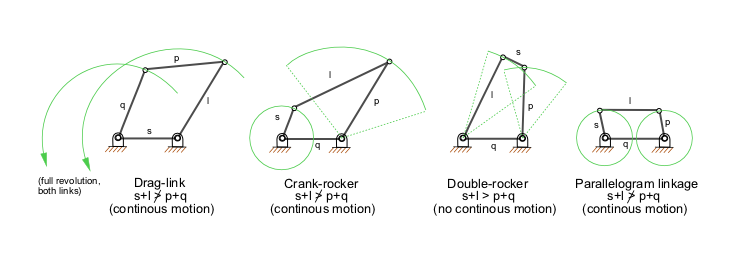 p
q
l
s
(full revolution,
both links)
Drag-link
s+l ≯ p+q
(continous motion)
l
s
p
q
Crank-rocker
s+l ≯ p+q
(continous motion)
s
l
p
q
Double-rocker
s+l > p+q
(no continous motion)
l
s
p
q
Parallelogram linkage
s+l ≯ p+q
(continous motion)